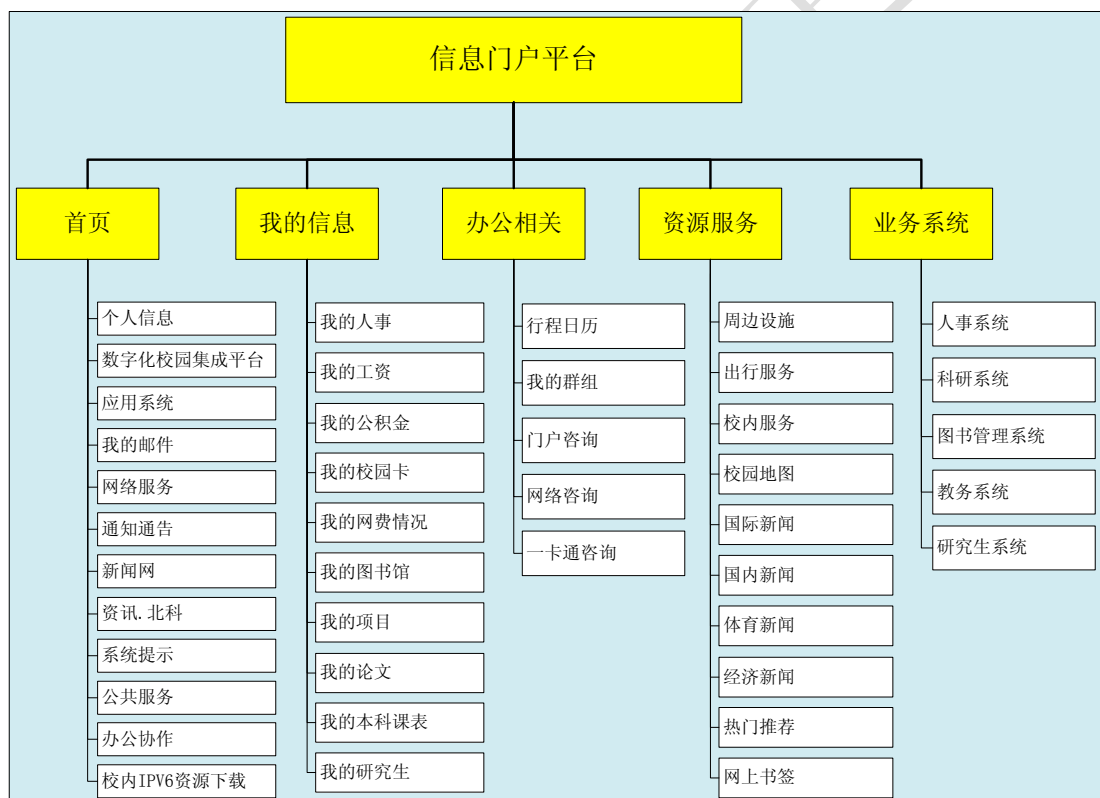 信息门户平台
首页
我的信息
办公相关
资源服务
业务系统
个人信息
数字化校园集成平台
应用系统
我的邮件
网络服务
通知通告
新闻网
资讯.北科
系统提示
公共服务
办公协作
校内IPV6资源下载
我的人事
我的工资
我的公积金
我的校园卡
我的网费情况
我的图书馆
我的项目
我的论文
我的本科课表
我的研究生
行程日历
我的群组
门户咨询
网络咨询
一卡通咨询
周边设施
出行服务
校内服务
校园地图
国际新闻
国内新闻
体育新闻
经济新闻
热门推荐
网上书签
人事系统
科研系统
图书管理系统
教务系统
研究生系统